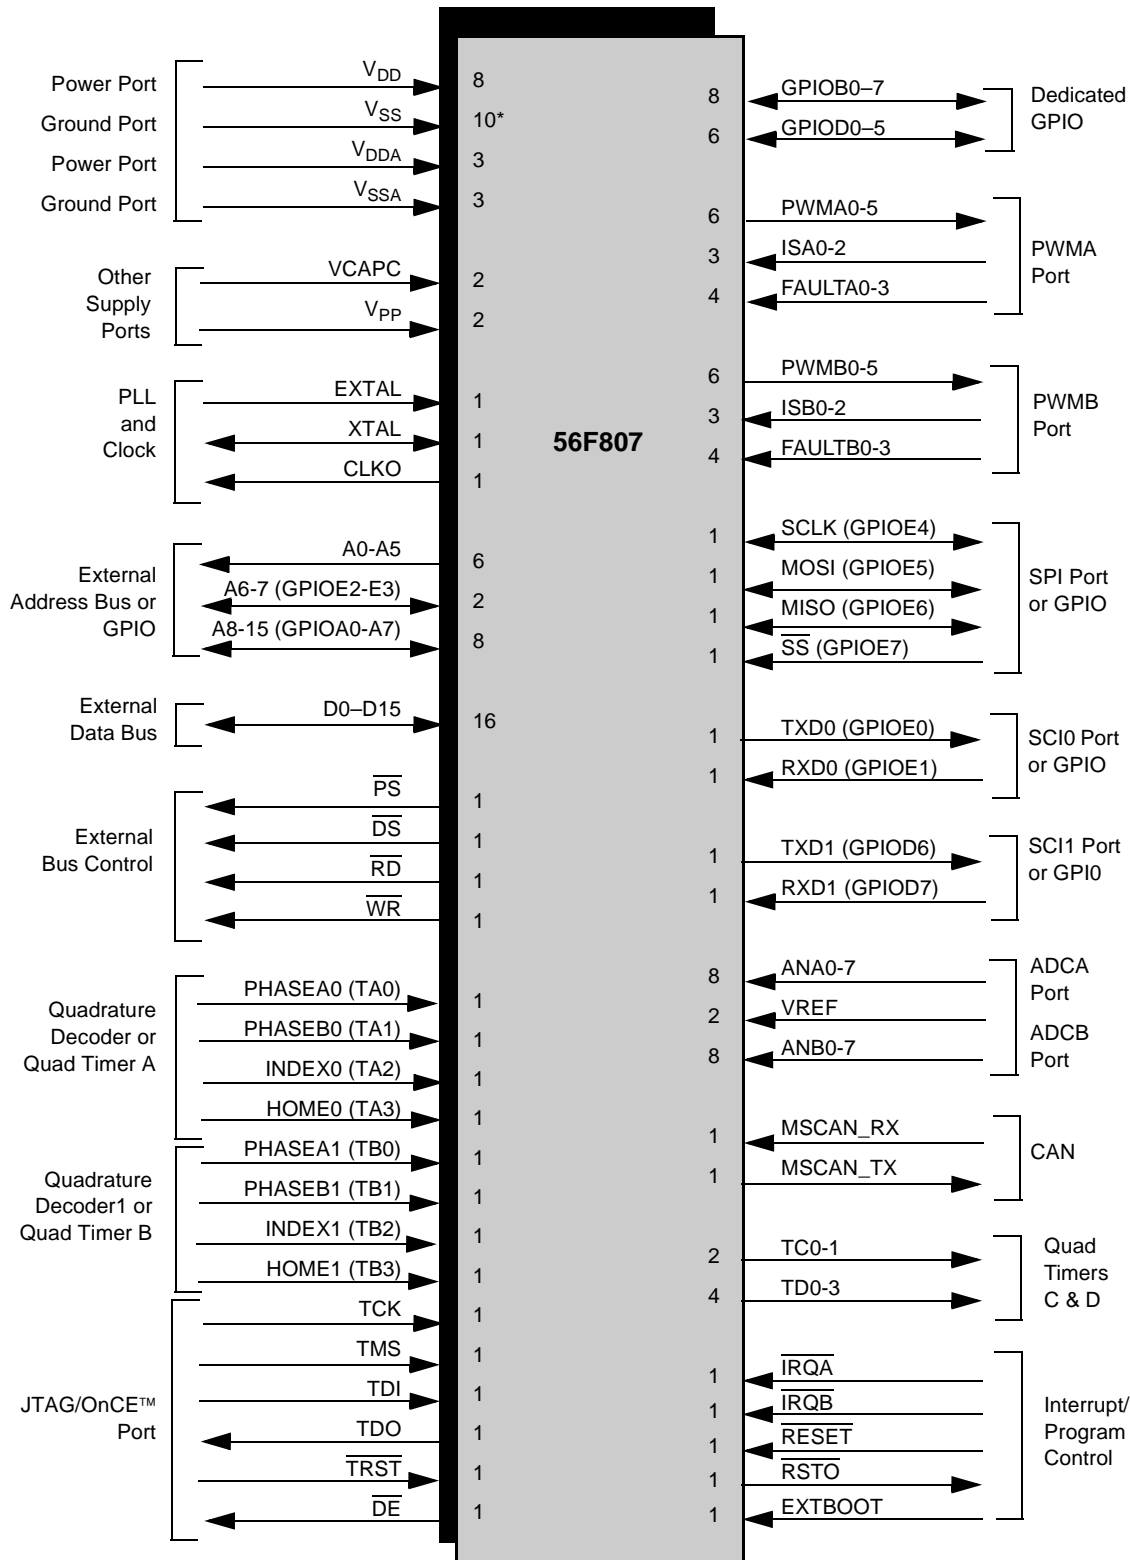 Power Port
V_DD
8
Ground Port
V_SS
10*
Power Port
V_DDA
3
Ground Port
V_SSA
3
Other
Supply
Ports
VCAPC
2
V_PP
2
PLL
and
Clock
EXTAL
1
XTAL
1
CLKO
1
External
Address Bus or
GPIO
A0-A5
6
A6-7 (GPIOE2-E3)
2
A8-15 (GPIOA0-A7)
8
External
Data Bus
D0–D15
16
External
Bus Control
PS
1
DS
1
RD
1
WR
1
Quadrature
Decoder or
Quad Timer A
PHASEA0 (TA0)
1
PHASEB0 (TA1)
1
INDEX0 (TA2)
1
HOME0 (TA3)
1
Quadrature
Decoder1 or
Quad Timer B
PHASEA1 (TB0)
1
PHASEB1 (TB1)
1
INDEX1 (TB2)
1
HOME1 (TB3)
1
JTAG/OnCE™
Port
TCK
1
TMS
1
TDI
1
TDO
1
TRST
1
DE
1
56F807
8
GPIOB0–7
6
GPIOD0–5
Dedicated
GPIO
6
PWMA0-5
3
ISA0-2
4
FAULTA0-3
PWMA
Port
6
PWMB0-5
3
ISB0-2
4
FAULTB0-3
PWMB
Port
1
SCLK (GPIOE4)
1
MOSI (GPIOE5)
1
MISO (GPIOE6)
1
SS (GPIOE7)
SPI Port
or GPIO
1
TXD0 (GPIOE0)
1
RXD0 (GPIOE1)
SCI0 Port
or GPIO
1
TXD1 (GPIOD6)
1
RXD1 (GPIOD7)
SCI1 Port
or GPI0
8
ANA0-7
2
VREF
8
ANB0-7
ADCA
Port
ADCB
Port
1
MSCAN_RX
1
MSCAN_TX
CAN
2
TC0-1
4
TD0-3
Quad
Timers
C & D
1
IRQA
1
IRQB
1
RESET
1
RSTO
1
EXTBOOT
Interrupt/
Program
Control